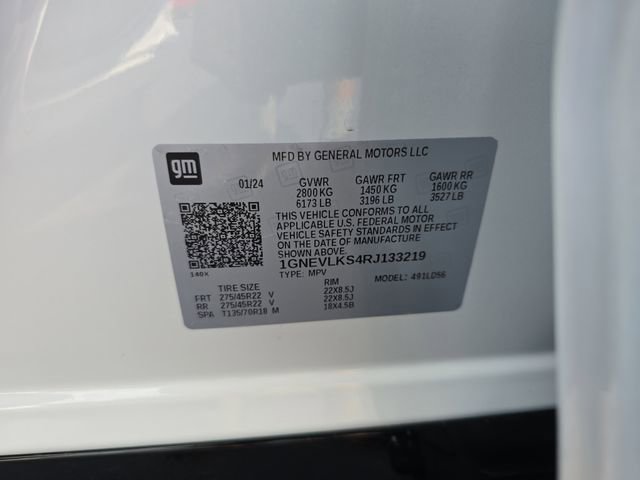 gm
MFD BY GENERAL MOTORS LLC
01/24 GVWR GAWR FRT GAWR RR
2800 KG 1450 KG 1600 KG
6173 LB 3196 LB 3527 LB
THIS VEHICLE CONFORMS TO ALL
APPLICABLE U.S. FEDERAL MOTOR
VEHICLE SAFETY STANDARDS IN EFFECT
ON THE DATE OF MANUFACTURE
SHOWN ABOVE.
1GNEVLKS4RJ133219
140X TYPE: MPV MODEL: 491LD56
TIRE SIZE RIM
FRT 275/45R22 V 22X8.5J
RR 275/45R22 V 22X8.5J
SPA T135/70R18 M 18X4.5B